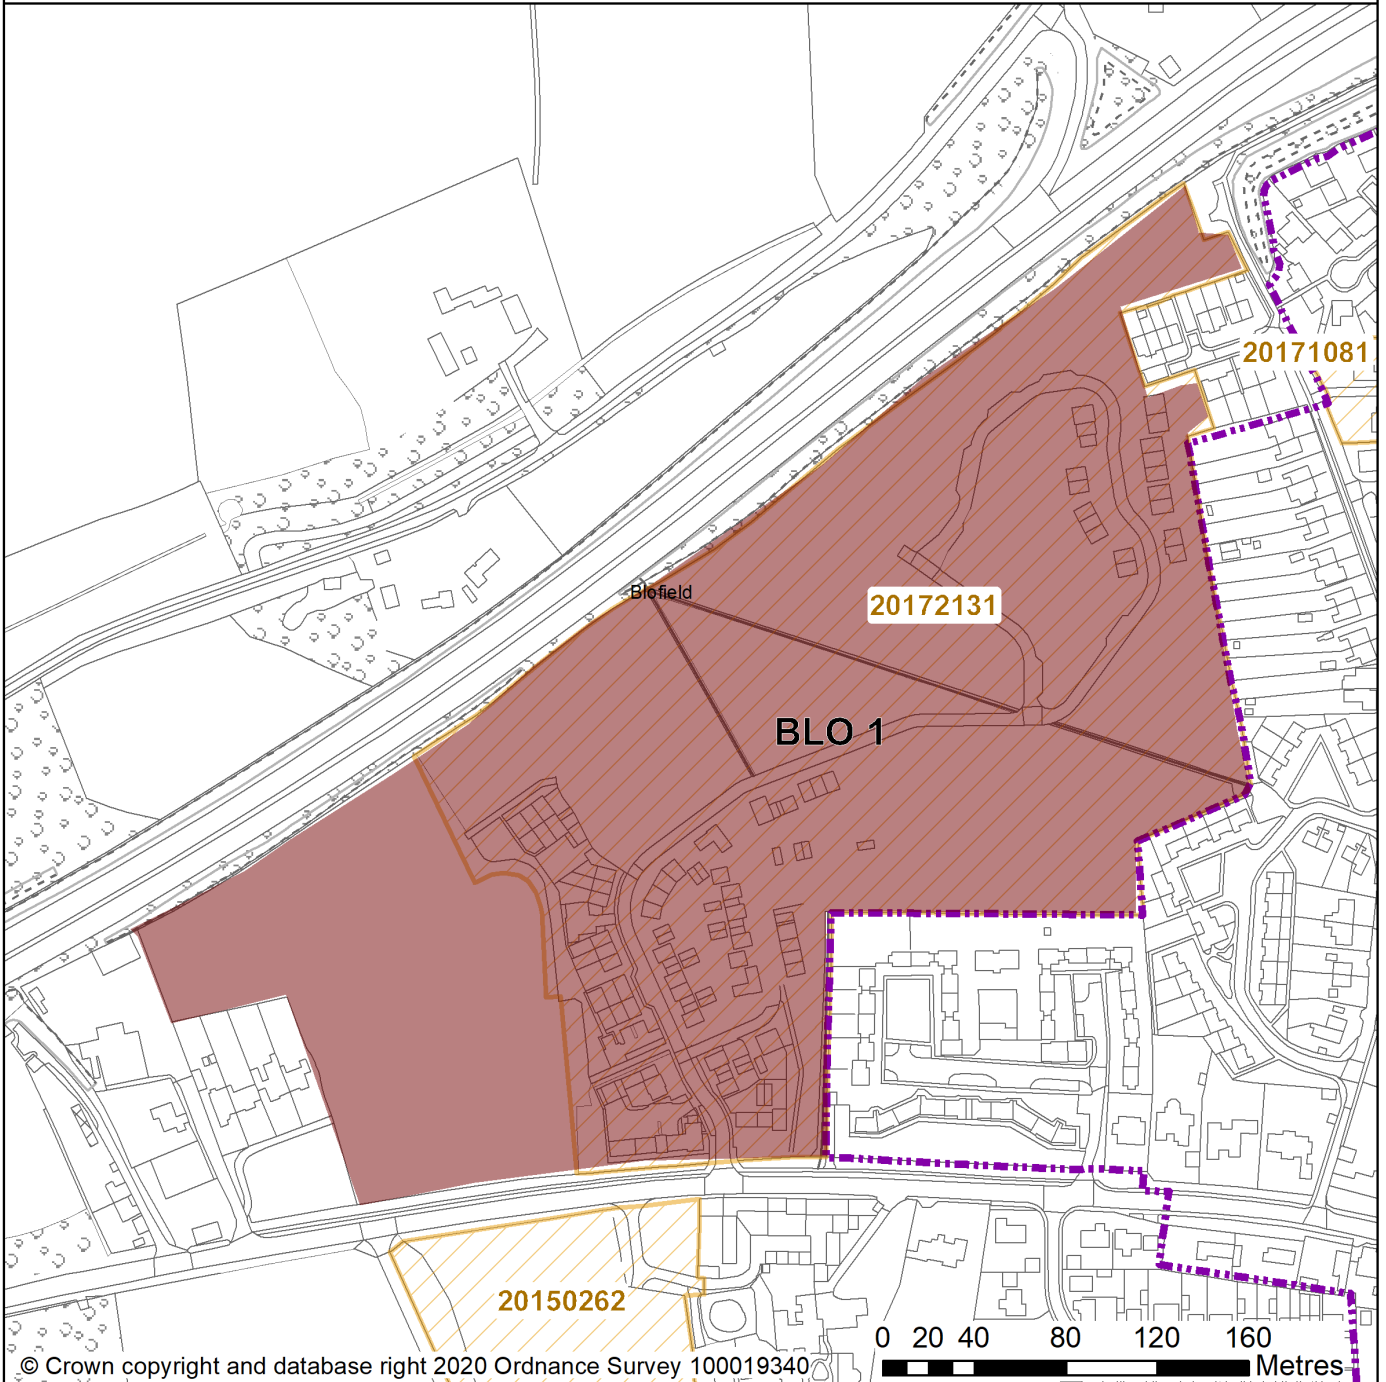 20171081
Blofield
20172131
BLO 1
20150262
0 20 40 80 120 160
Metres
© Crown copyright and database right 2020 Ordnance Survey 100019340